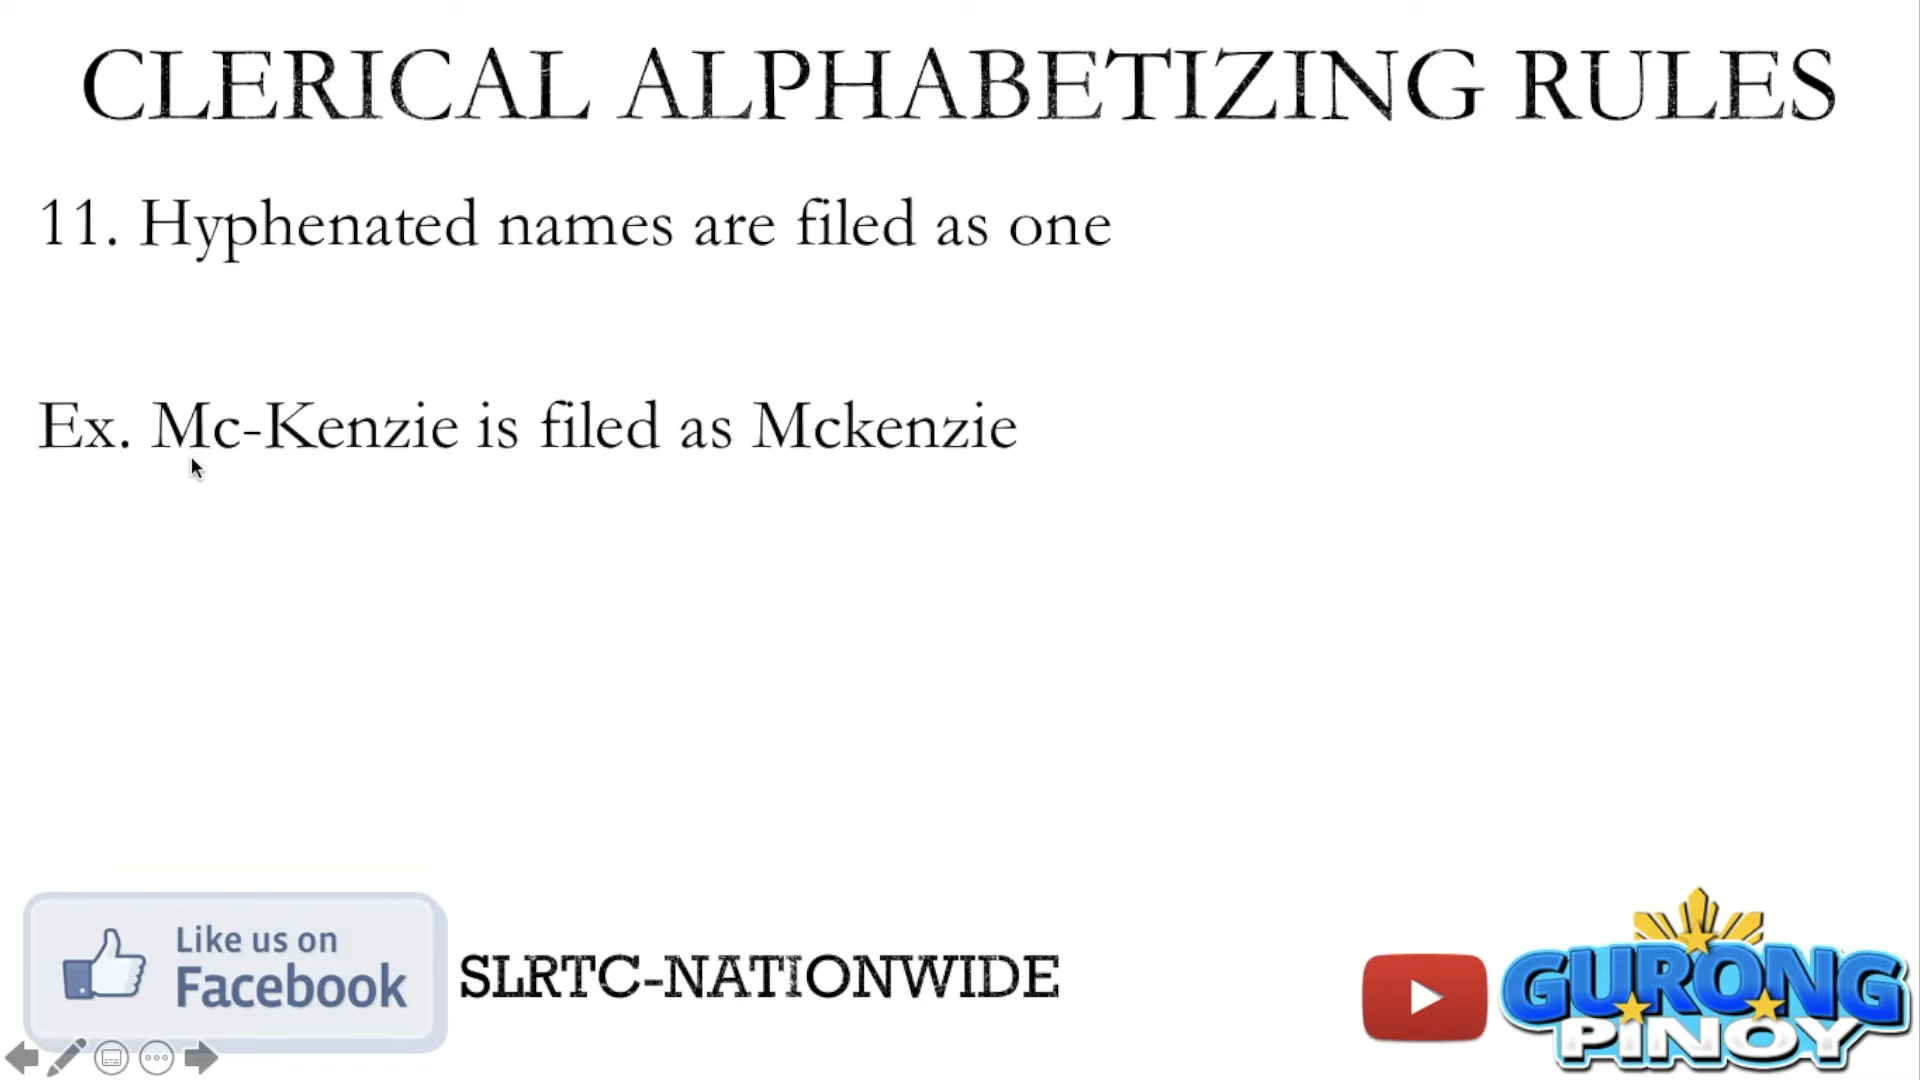 CLERICAL ALPHABETIZING RULES
11. Hyphenated names are filed as one
Ex. Mc-Kenzie is filed as Mckenzie
Like us on
Facebook
SLRTC-NATIONWIDE
GURONG
PINOY